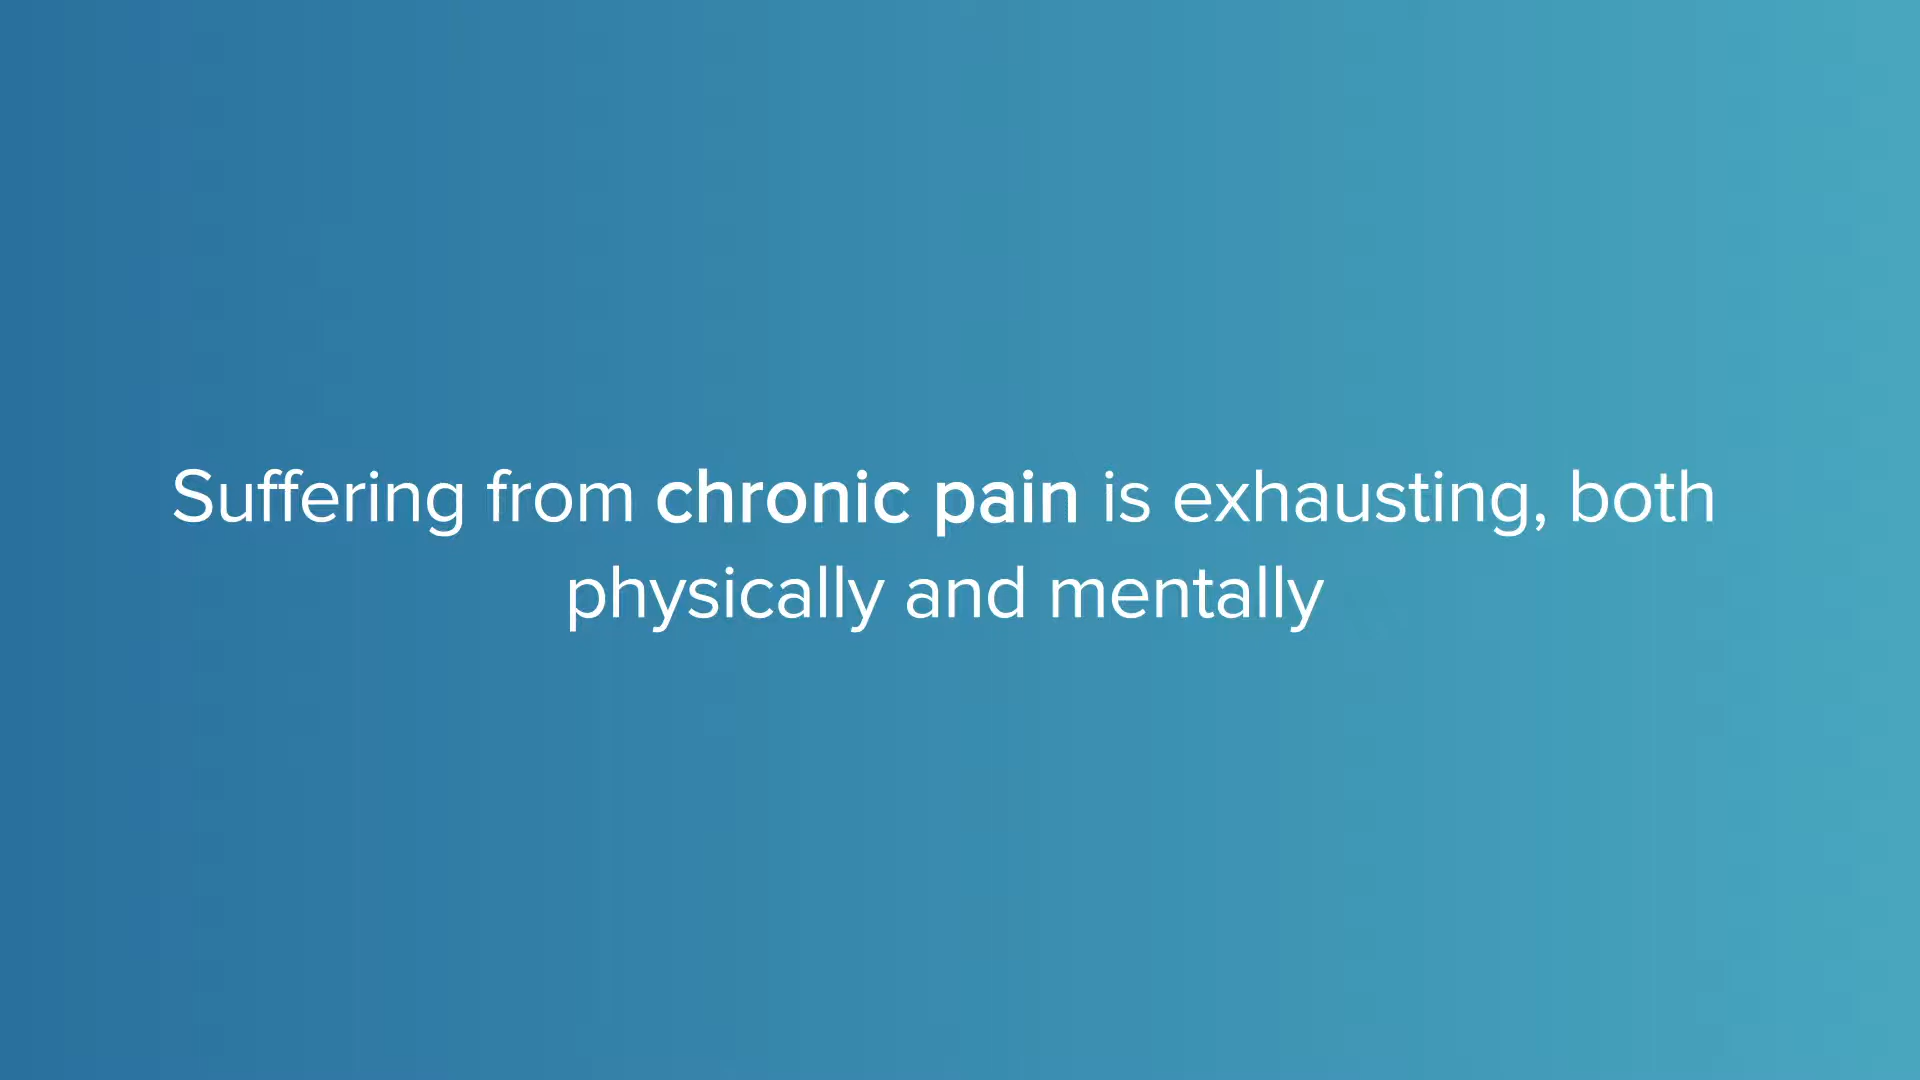 Suffering from chronic pain is exhausting, both
physically and mentally